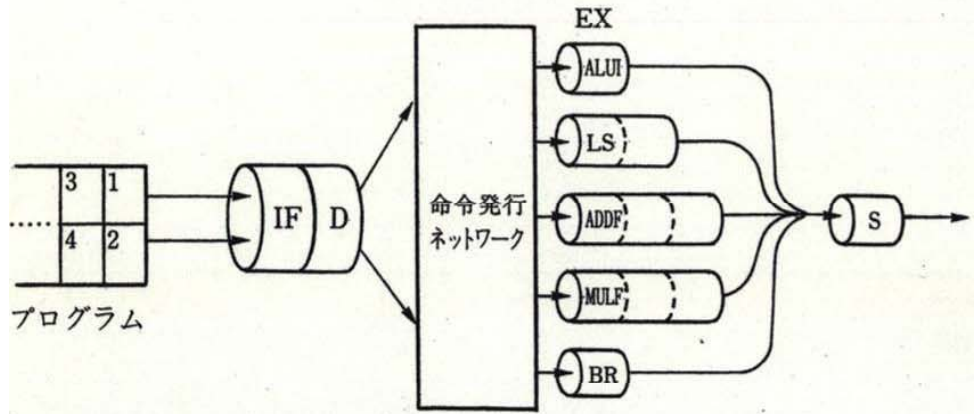 EX
ALUI
LS
ADDF
MULF
BR
3 1
4 2
......
プログラム
IF D
命令発行
ネットワーク
S